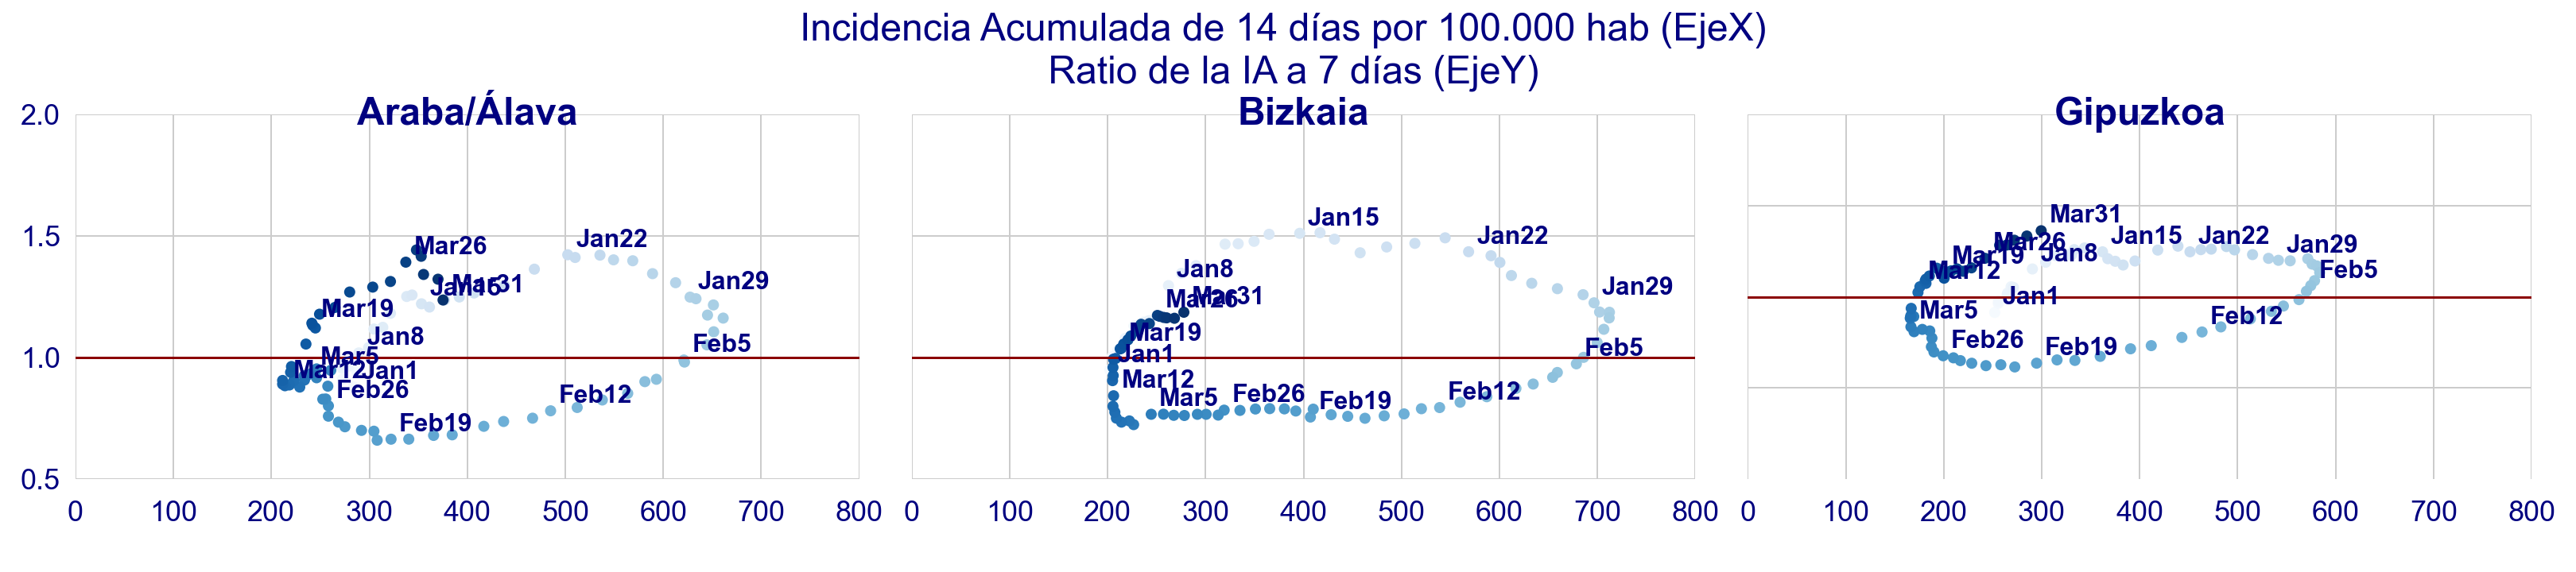 Incidencia Acumulada de 14 días por 100.000 hab (EjeX)
Ratio de la IA a 7 días (EjeY)
Araba/Álava
2.0
1.5
1.0
0.5
Mar26
Jan22
Jan29
Mar31
Jan15
Mar19
Jan8
Feb5
Mar5
Mar12
Jan1
Feb26
Feb12
Feb19
0 100 200 300 400 500 600 700 800
Bizkaia
Jan15
Jan22
Jan8
Jan29
Mar31
Mar26
Mar19
Jan1
Feb5
Mar12
Mar5
Feb26
Feb19
Feb12
0 100 200 300 400 500 600 700 800
Gipuzkoa
Mar31
Mar26
Jan15
Jan22
Jan29
Mar19
Jan8
Mar12
Feb5
Jan1
Mar5
Feb12
Feb26
Feb19
0 100 200 300 400 500 600 700 800